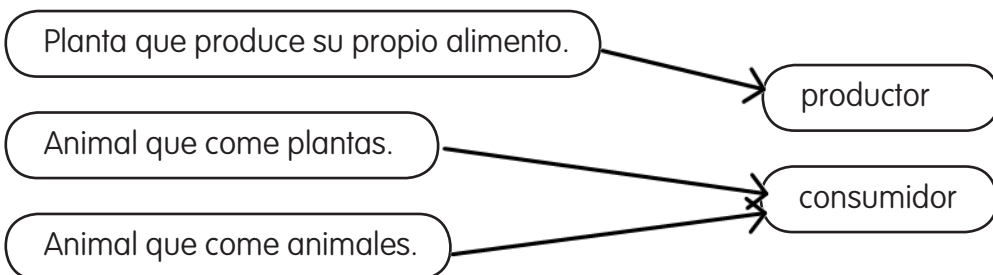 Planta que produce su propio alimento.
productor
Animal que come plantas.
consumidor
Animal que come animales.